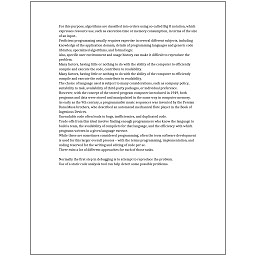 For this purpose, algorithms are classified into orders using so-called Big O notation, which
expresses resource use, such as execution time or memory consumption, in terms of the size
of an input.
Proficient programming usually requires expertise in several different subjects, including
knowledge of the application domain, details of programming languages and generic code
libraries, specialized algorithms, and formal logic.
Also, specific user environment and usage history can make it difficult to reproduce the
problem.
Many factors, having little or nothing to do with the ability of the computer to efficiently
compile and execute the code, contribute to readability.
Many factors, having little or nothing to do with the ability of the computer to efficiently
compile and execute the code, contribute to readability.
The choice of language used is subject to many considerations, such as company policy,
suitability to task, availability of third-party packages, or individual preference.
However, with the concept of the stored-program computer introduced in 1949, both
programs and data were stored and manipulated in the same way in computer memory.
As early as the 9th century, a programmable music sequencer was invented by the Persian
Banu Musa brothers, who described an automated mechanical flute player in the Book of
Ingenious Devices.
Unreadable code often leads to bugs, inefficiencies, and duplicated code.
Trade-offs from this ideal involve finding enough programmers who know the language to
build a team, the availability of compilers for that language, and the efficiency with which
programs written in a given language execute.
While these are sometimes considered programming, often the term software development
is used for this larger overall process – with the terms programming, implementation, and
coding reserved for the writing and editing of code per se.
There exist a lot of different approaches for each of those tasks.

Normally the first step in debugging is to attempt to reproduce the problem.
Use of a static code analysis tool can help detect some possible problems.